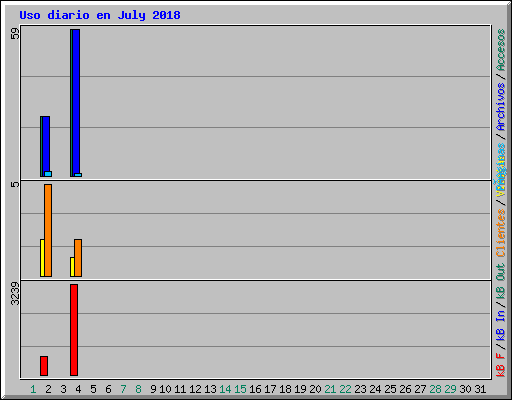 Uso diario en July 2018
59
5
3239
kB F / kB In / kB Out
Clientes /
/ Archivos / Accesos
1 2 3 4 5 6 7 8 9 10 11 12 13 14 15 16 17 18 19 20 21 22 23 24 25 26 27 28 29 30 31